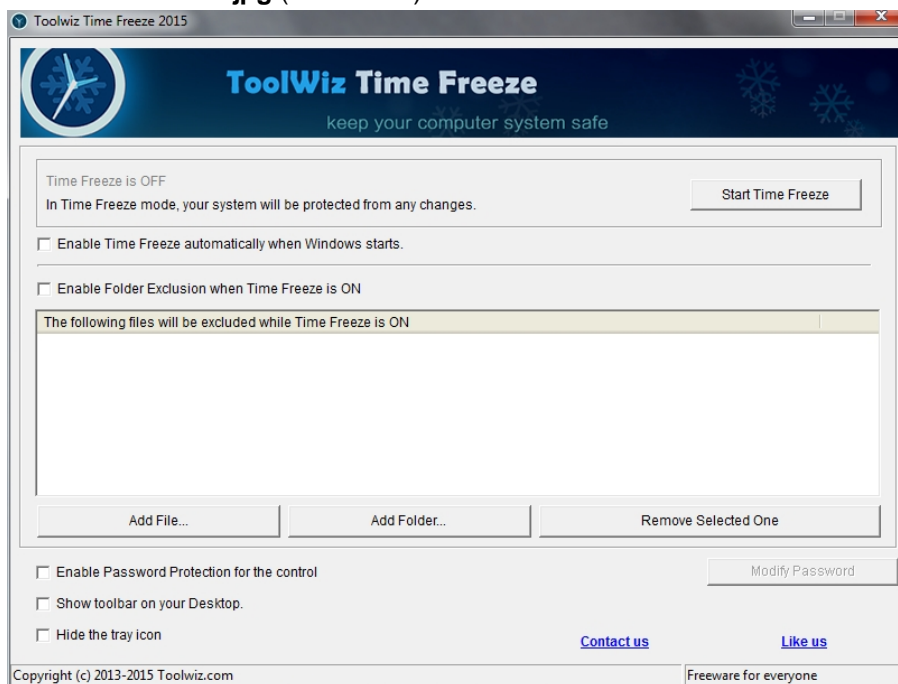 .jpg (
Toolwiz Time Freeze 2015
ToolWiz Time Freeze
keep your computer system safe
Time Freeze is OFF
In Time Freeze mode, your system will be protected from any changes.
Start Time Freeze
Enable Time Freeze automatically when Windows starts.
Enable Folder Exclusion when Time Freeze is ON
The following files will be excluded while Time Freeze is ON
Add File...
Add Folder...
Remove Selected One
Enable Password Protection for the control
Modify Password
Show toolbar on your Desktop.
Hide the tray icon
Contact us
Like us
Copyright (c) 2013-2015 Toolwiz.com
Freeware for everyone